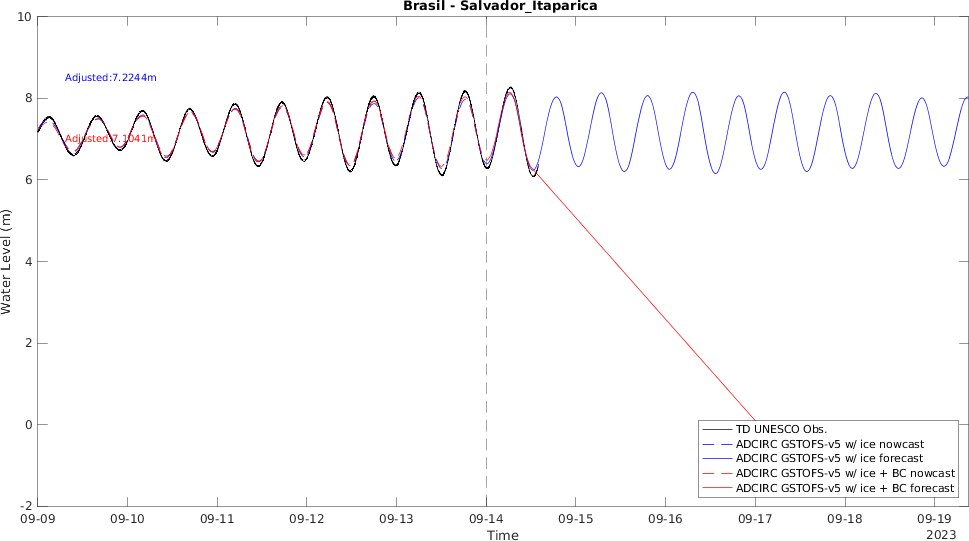 Brasil - Salvador_Itaparica
10
8
6
4
2
0
-2
Water Level (m)
Adjusted:7.2244m
Adjusted:7.1041m
TD UNESCO Obs.
ADCIRC GSTOFS-v5 w/ ice nowcast
ADCIRC GSTOFS-v5 w/ ice forecast
ADCIRC GSTOFS-v5 w/ ice + BC nowcast
ADCIRC GSTOFS-v5 w/ ice + BC forecast
09-09 09-10 09-11 09-12 09-13 09-14 09-15 09-16 09-17 09-18 09-19
Time
2023